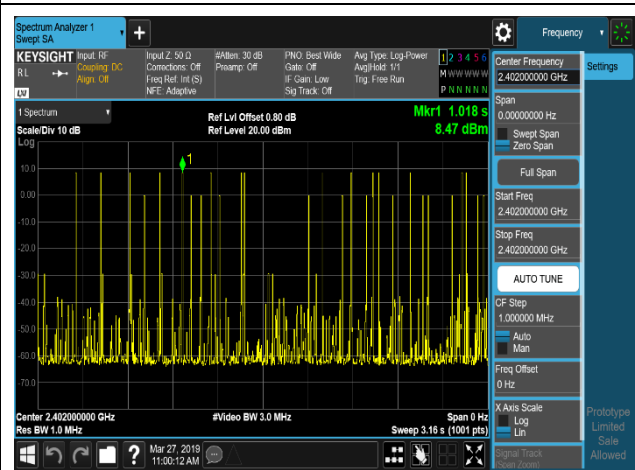 Spectrum Analyzer 1
Swept SA
Frequency
KEYSIGHT
RL
Input: RF
Coupling: DC
Align: Off
Input Z: 50 Ω
Corrections: Off
Freq Ref: Int (S)
NFE: Adaptive
#Atten: 30 dB
Preamp: Off
PNO: Best Wide
Gate: Off
IF Gain: Low
Sig Track: Off
Avg Type: Log-Power
Avg|Hold: 1/1
Trig: Free Run
1 2 3 4 5 6
M W W W W W
P N N N N N
1 Spectrum
Scale/Div 10 dB
Log
Ref Lvl Offset 0.80 dB
Ref Level 20.00 dBm
Mkr1 1.018 s
8.47 dBm
1
10.0
0.00
-10.0
-20.0
-30.0
-40.0
-50.0
-60.0
-70.0
Center 2.402000000 GHz
Res BW 1.0 MHz
#Video BW 3.0 MHz
Span 0 Hz
Sweep 3.16 s (1001 pts)
Mar 27, 2019
11:00:12 AM
Center Frequency
2.402000000 GHz
Settings
Span
0.00000000 Hz
Swept Span
Zero Span
Full Span
Start Freq
2.402000000 GHz
Stop Freq
2.402000000 GHz
AUTO TUNE
CF Step
1.000000 MHz
Auto
Man
Freq Offset
0 Hz
X Axis Scale
Log
Lin
Signal Track
(Span Zoom)
Prototype
Limited
Sale
Allowed